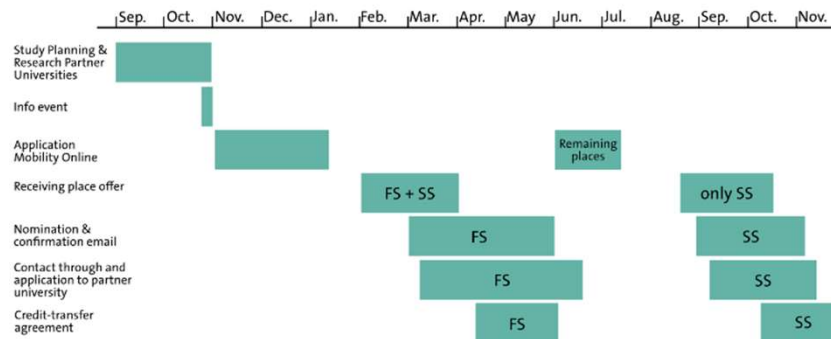 Sep. Oct. Nov. Dec. Jan. Feb. Mar. Apr. May Jun. Jul. Aug. Sep. Oct. Nov.
Study Planning &
Research Partner
Universities
Info event
Application
Mobility Online
Remaining
places
Receiving place offer
FS + SS
only SS
Nomination &
confirmation email
FS
SS
Contact through and
application to partner
university
FS
SS
Credit-transfer
agreement
FS
SS